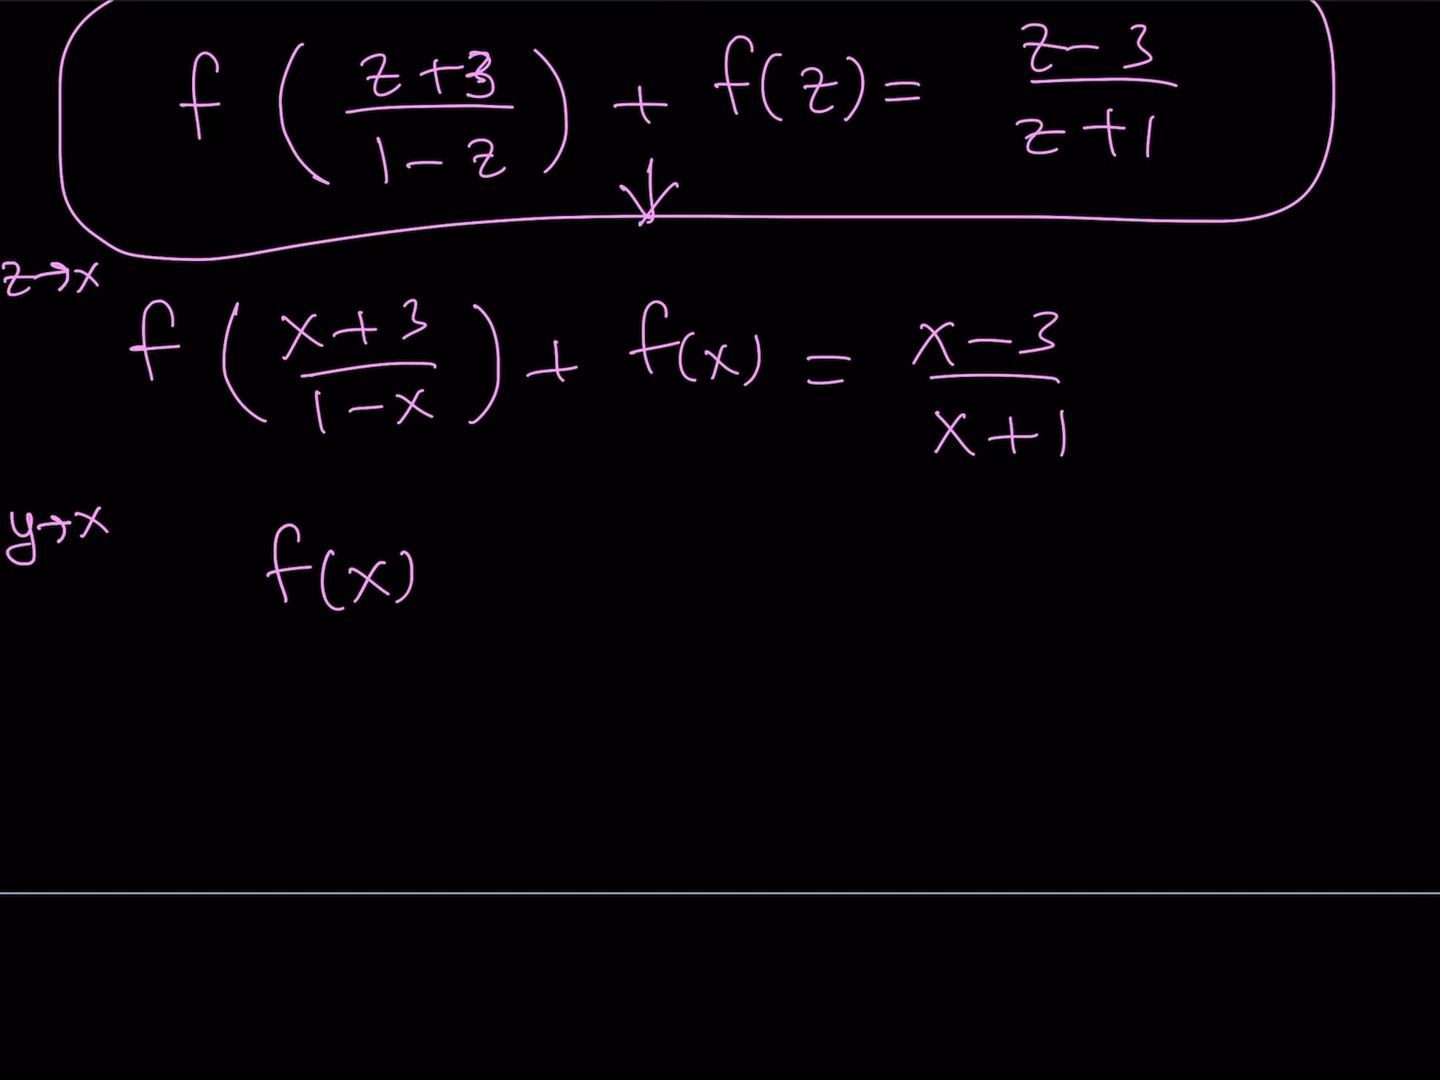 f ( (z+3)/(1-z) ) + f(z) = (z-3)/(z+1)
z→x
f ( (x+3)/(1-x) ) + f(x) = (x-3)/(x+1)
y→x f(x)